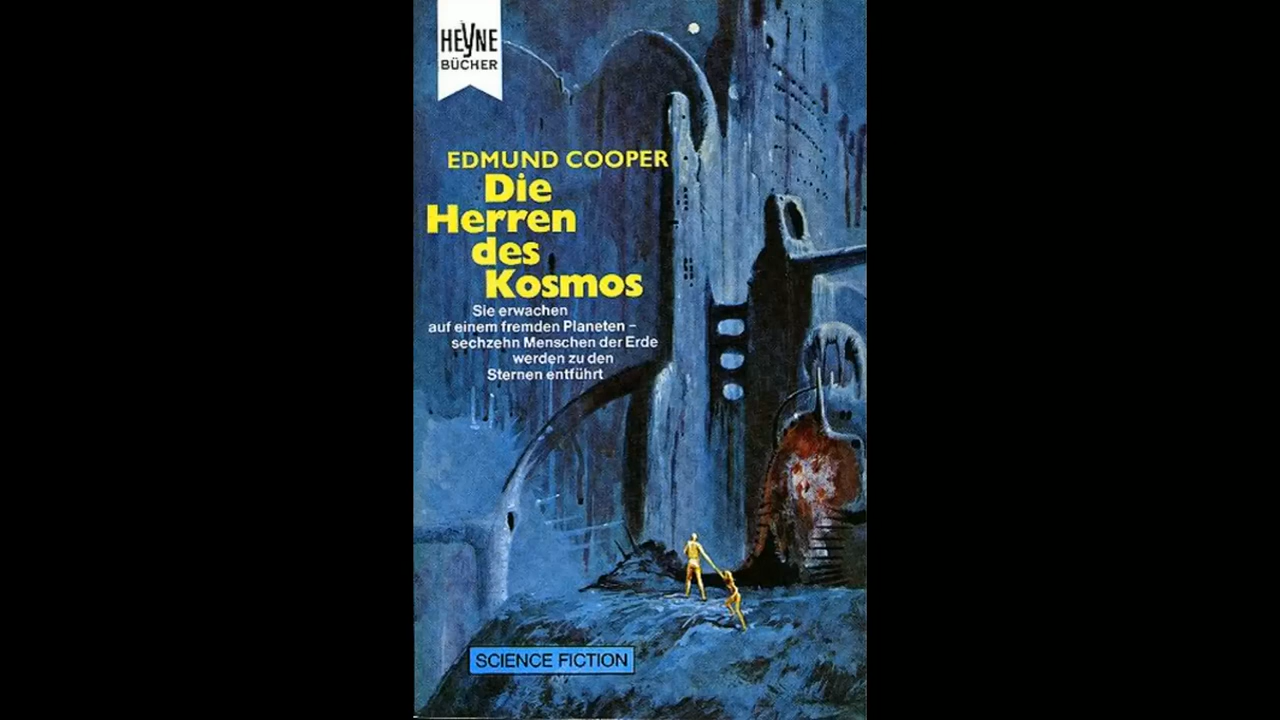 HEYNE
BÜCHER
EDMUND COOPER
Die
Herren
des
Kosmos
Sie erwachen
auf einem fremden Planeten –
sechzehn Menschen der Erde
werden zu den
Sternen entführt
SCIENCE FICTION